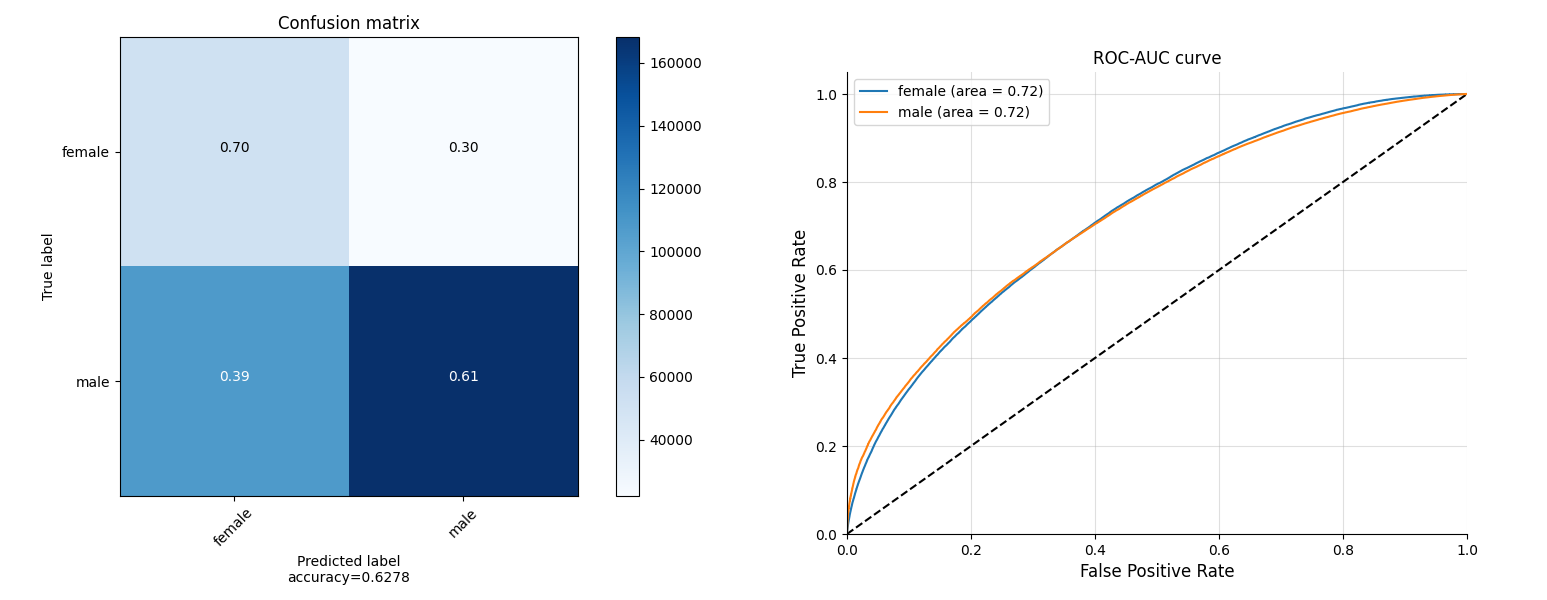 Confusion matrix
female
male
True label
0.70
0.30
0.39
0.61
female
male
Predicted label
accuracy=0.6278
160000
140000
120000
100000
80000
60000
40000
ROC-AUC curve
female (area = 0.72)
male (area = 0.72)
True Positive Rate
1.0
0.8
0.6
0.4
0.2
0.0
0.0
0.2
0.4
0.6
0.8
1.0
False Positive Rate